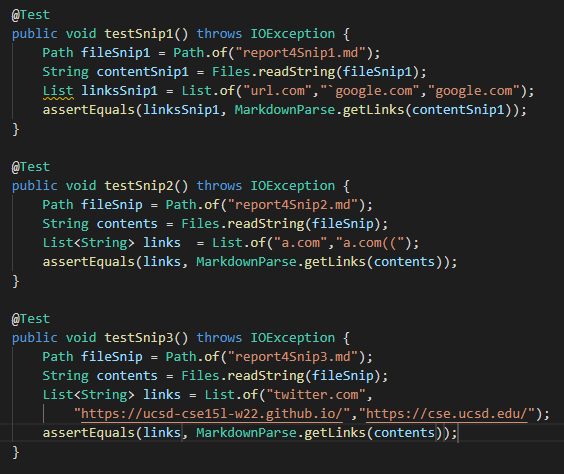 @Test
public void testSnip1() throws IOException {
    Path fileSnip1 = Path.of("report4Snip1.md");
    String contentSnip1 = Files.readString(fileSnip1);
    List linksSnip1 = List.of("url.com","`google.com","google.com");
    assertEquals(linksSnip1, MarkdownParse.getLinks(contentSnip1));
}

@Test
public void testSnip2() throws IOException {
    Path fileSnip = Path.of("report4Snip2.md");
    String contents = Files.readString(fileSnip);
    List<String> links  = List.of("a.com","a.com((");
    assertEquals(links, MarkdownParse.getLinks(contents));
}

@Test
public void testSnip3() throws IOException {
    Path fileSnip = Path.of("report4Snip3.md");
    String contents = Files.readString(fileSnip);
    List<String> links = List.of("twitter.com",
        "https://ucsd-cse15l-w22.github.io/","https://cse.ucsd.edu/");
    assertEquals(links, MarkdownParse.getLinks(contents));
}